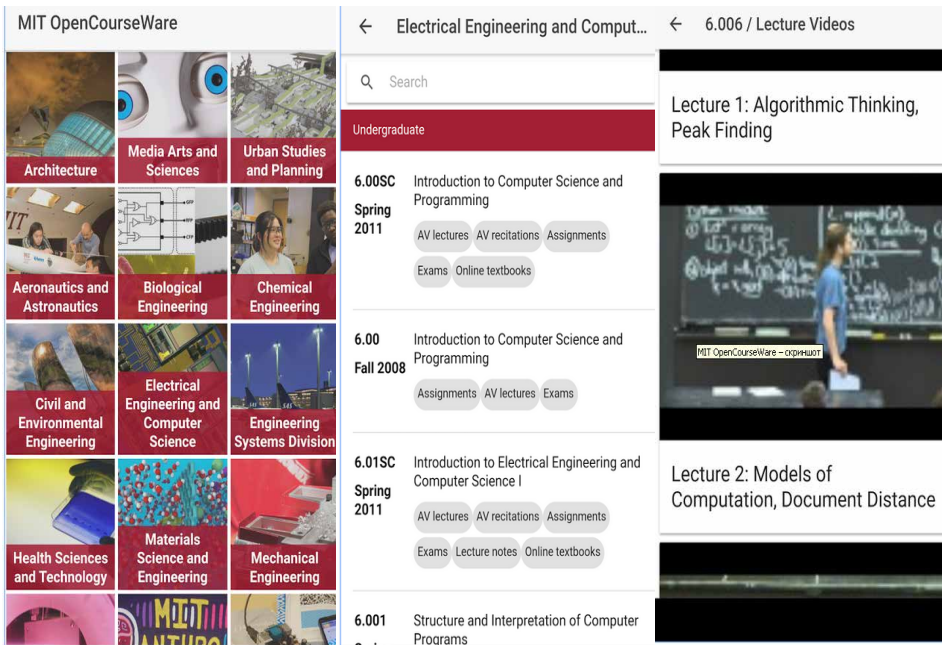 MIT OpenCourseWare
Architecture
Media Arts and
Sciences
Urban Studies
and Planning
Aeronautics and
Astronautics
Biological
Engineering
Chemical
Engineering
Civil and
Environmental
Engineering
Electrical
Engineering and
Computer
Science
Engineering
Systems Division
Health Sciences
and Technology
Materials
Science and
Engineering
Mechanical
Engineering
Electrical Engineering and Comput...
Search
Undergraduate
6.00SC
Spring
2011
Introduction to Computer Science and
Programming
AV lectures AV recitations Assignments
Exams Online textbooks
6.00
Fall 2008
Introduction to Computer Science and
Programming
Assignments AV lectures Exams
6.01SC
Spring
2011
Introduction to Electrical Engineering and
Computer Science I
AV lectures AV recitations Assignments
Exams Lecture notes Online textbooks
6.001
Structure and Interpretation of Computer
Programs
6.006 / Lecture Videos
Lecture 1: Algorithmic Thinking,
Peak Finding
MIT OpenCourseWare – скриншот
Lecture 2: Models of
Computation, Document Distance